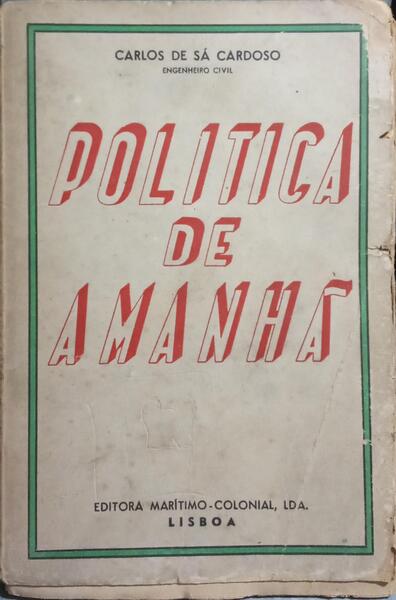 CARLOS DE SÁ CARDOSO
ENGENHEIRO CIVIL
POLITICA
DE
AMANHÃ
EDITORA MARÍTIMO-COLONIAL, LDA.
LISBOA